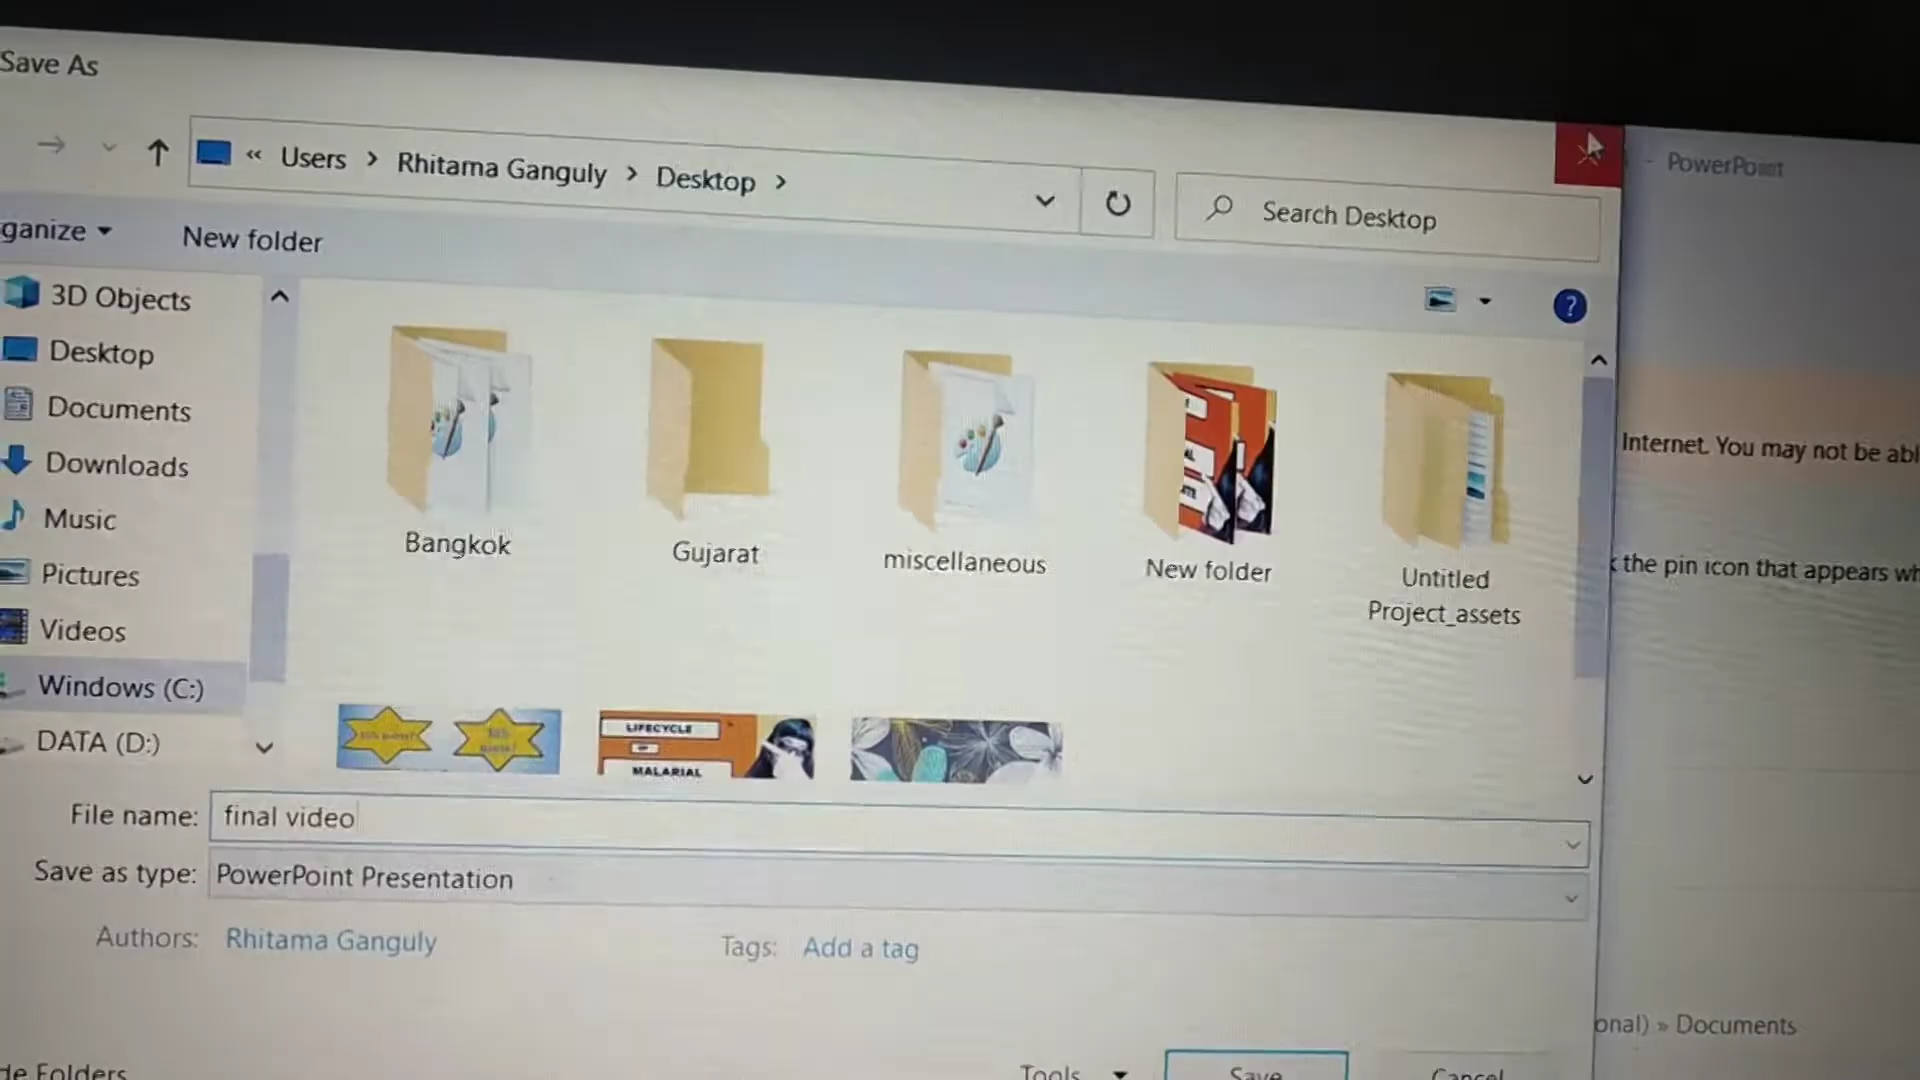 Save As
PowerPoint
« Users > Rhitama Ganguly > Desktop >
Search Desktop
ganize
New folder
3D Objects
Desktop
Documents
Downloads
Music
Pictures
Videos
Windows (C:)
DATA (D:)
Bangkok
Gujarat
miscellaneous
New folder
Untitled
Project_assets
Internet. You may not be abl
the pin icon that appears wh
LIFECYCLE
OF
MALARIAL
File name: final video
Save as type: PowerPoint Presentation
Authors: Rhitama Ganguly
Tags: Add a tag
onal) » Documents
de Folders
Tools
Save
Cancel